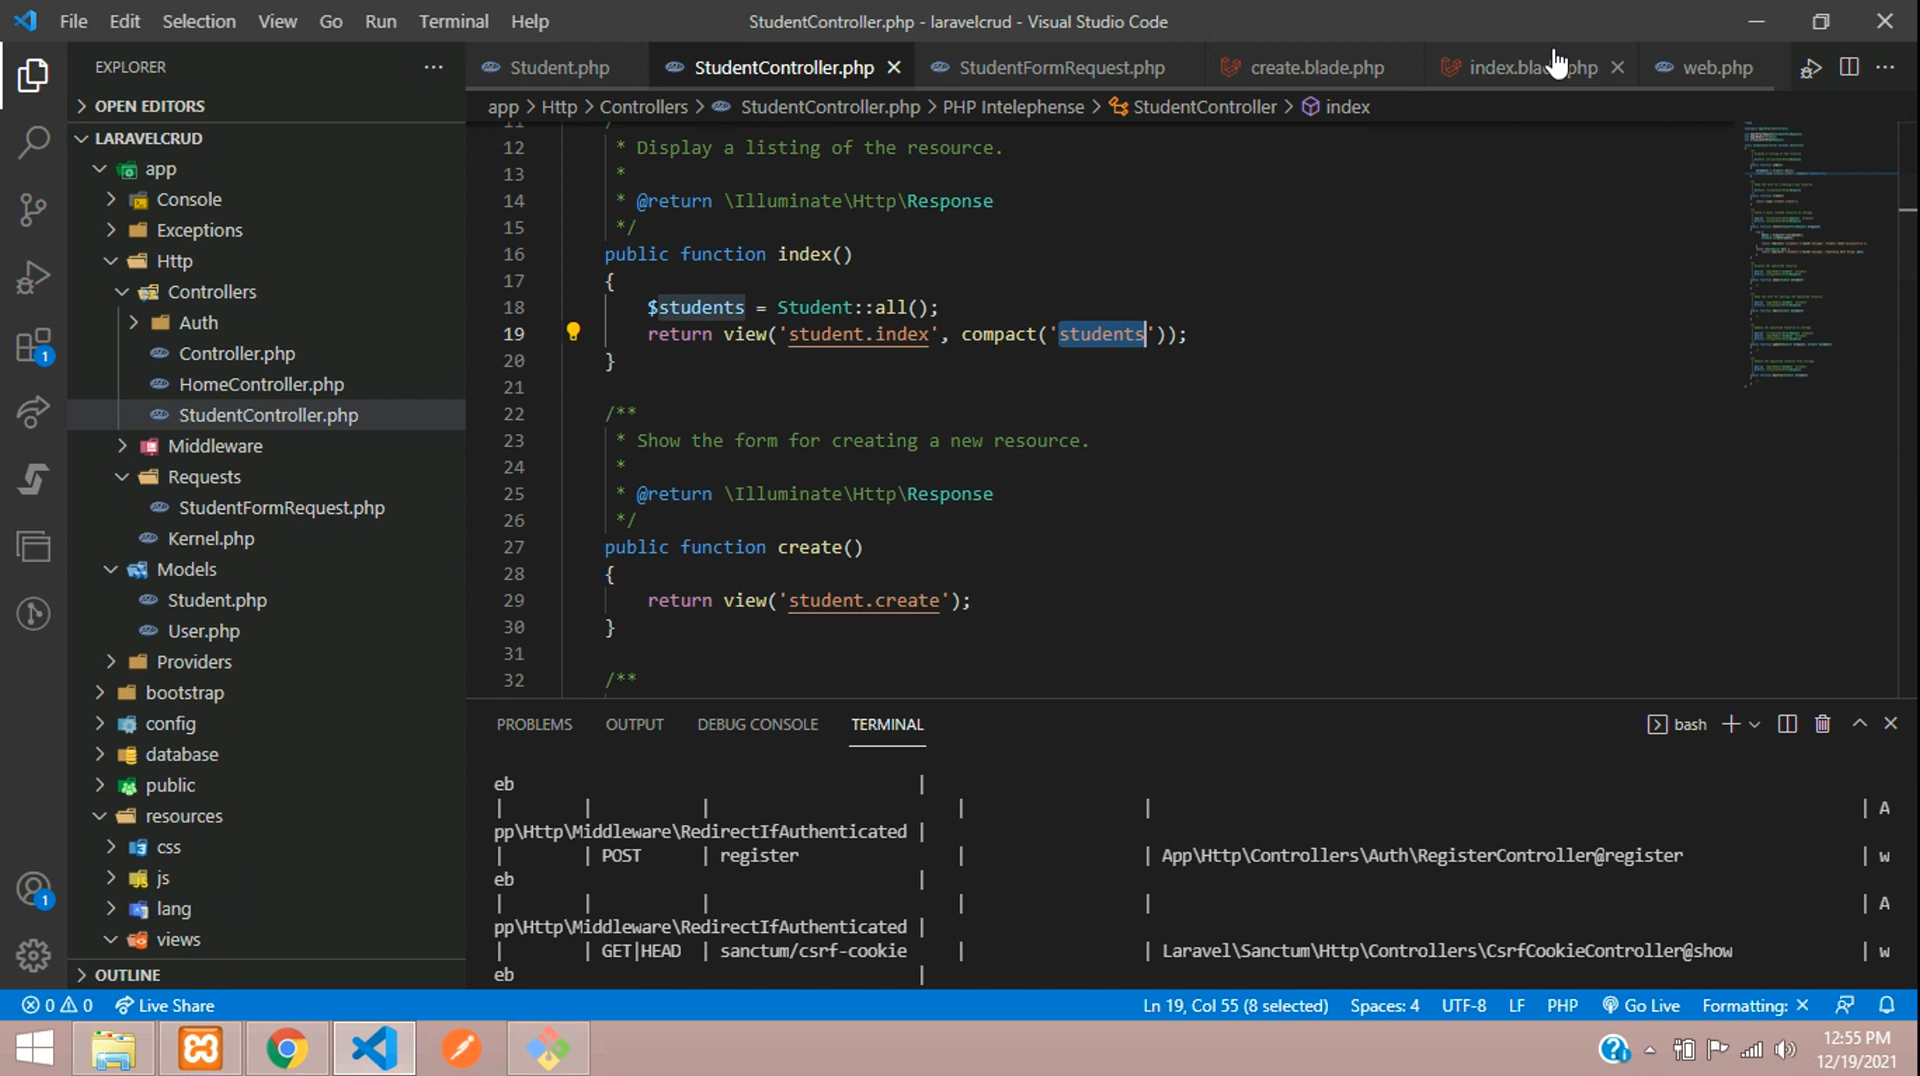 File Edit Selection View Go Run Terminal Help
StudentController.php - laravelcrud - Visual Studio Code
EXPLORER
Student.php StudentController.php StudentFormRequest.php create.blade.php web.php
app > Http > Controllers > StudentController.php > PHP Intelephense > StudentController > index
OPEN EDITORS
LARAVELCRUD
app
Console
Exceptions
Http
Controllers
Auth
Controller.php
HomeController.php
StudentController.php
Middleware
Requests
StudentFormRequest.php
Kernel.php
Models
Student.php
User.php
Providers
bootstrap
config
database
public
resources
css
js
lang
views
OUTLINE
1
1
12 * Display a listing of the resource.
13 *
14 * @return \Illuminate\Http\Response
15 */
16 public function index()
17 {
18 $students = Student::all();
19 return view('student.index', compact('students'));
20 }
21
22 /**
23 * Show the form for creating a new resource.
24 *
25 * @return \Illuminate\Http\Response
26 */
27 public function create()
28 {
29 return view('student.create');
30 }
31
32 /**
PROBLEMS OUTPUT DEBUG CONSOLE TERMINAL
bash
eb |
| | | | | | A
pp\Http\Middleware\RedirectIfAuthenticated |
| | POST | register | | App\Http\Controllers\Auth\RegisterController@register | w
eb |
| | | | | | A
pp\Http\Middleware\RedirectIfAuthenticated |
| | GET|HEAD | sanctum/csrf-cookie | | Laravel\Sanctum\Http\Controllers\CsrfCookieController@show | w
eb |
0 0 Live Share
Ln 19, Col 55 (8 selected) Spaces: 4 UTF-8 LF PHP Go Live Formatting: ×
12:55 PM
12/19/2021